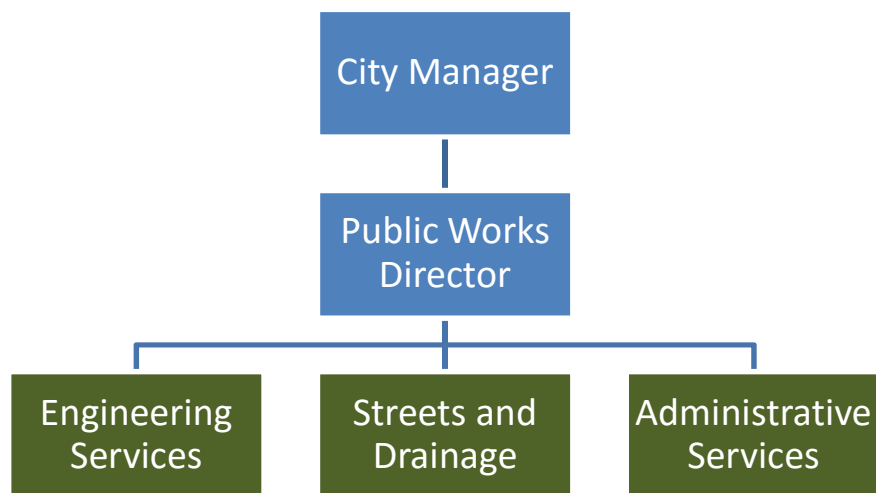 City Manager
Public Works
Director
Engineering
Services
Streets and
Drainage
Administrative
Services